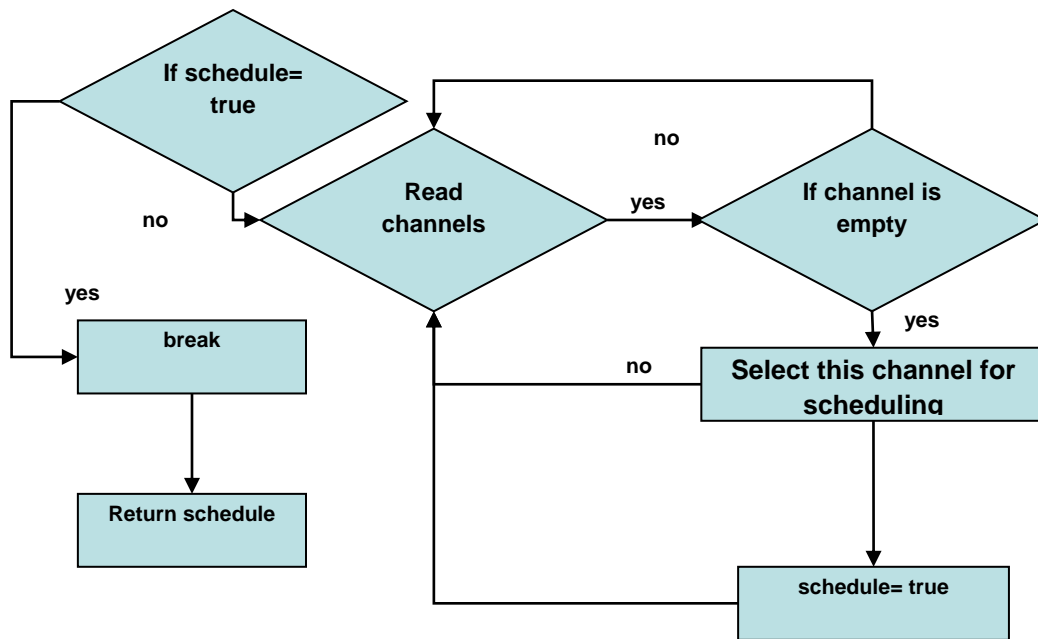 If schedule=
true
no
Read
channels
yes
If channel is
empty
no
yes
break
yes
no
Select this channel for
scheduling
Return schedule
schedule= true